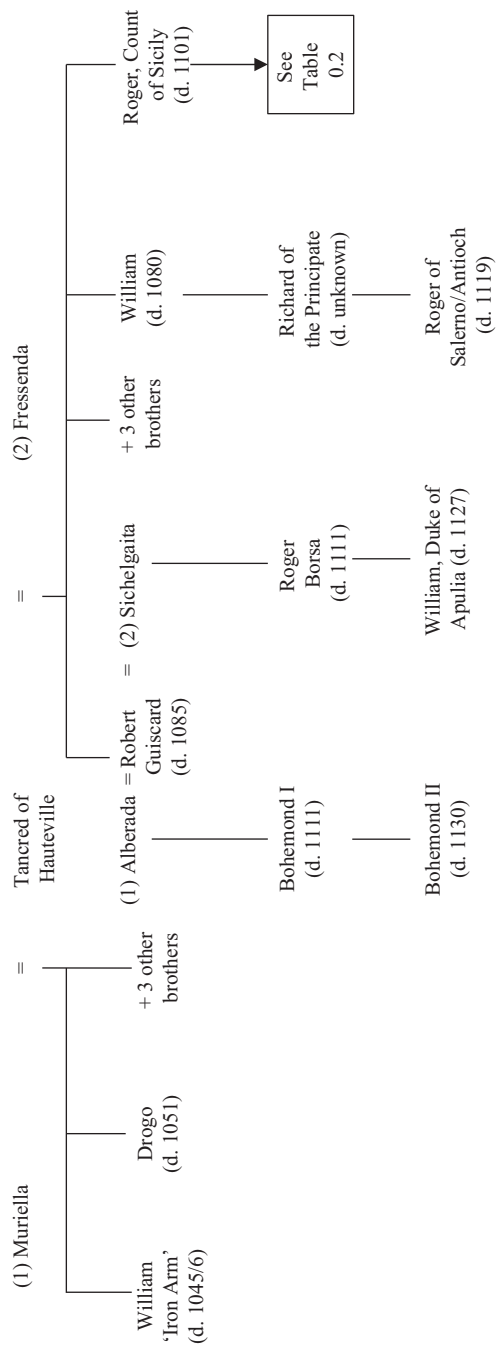 (1) Muriella
=
Tancred of
Hauteville
=
(2) Fressenda
William
'Iron Arm'
(d. 1045/6)
Drogo
(d. 1051)
+ 3 other
brothers
(1) Alberada
= Robert
Guiscard
(d. 1085)
= (2) Sichelgaita
+ 3 other
brothers
William
(d. 1080)
Roger, Count
of Sicily
(d. 1101)
Bohemond I
(d. 1111)
Roger
Borsa
(d. 1111)
Richard of
the Principate
(d. unknown)
See
Table
0.2
Bohemond II
(d. 1130)
William, Duke of
Apulia (d. 1127)
Roger of
Salerno/Antioch
(d. 1119)